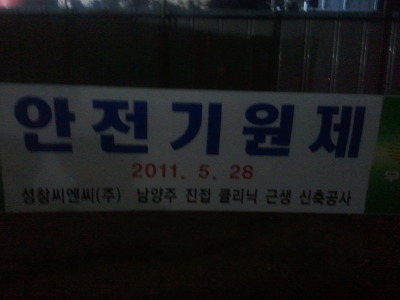 안전기원제
2011. 5. 28
성창씨엔씨(주) 남양주 진접 클리닉 근생 신축공사
무